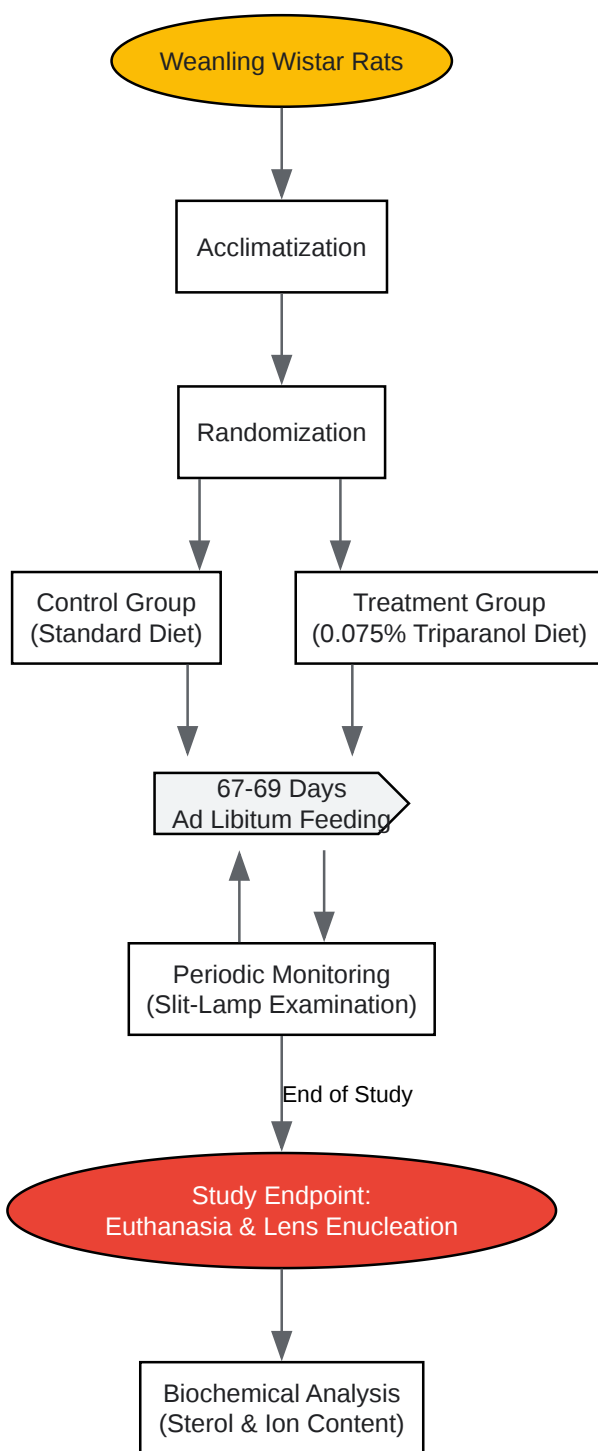 Weanling Wistar Rats
Acclimatization
Randomization
Control Group
(Standard Diet)
Treatment Group
(0.075% Triparanol Diet)
67-69 Days
Ad Libitum Feeding
Periodic Monitoring
(Slit-Lamp Examination)
End of Study
Study Endpoint:
Euthanasia & Lens Enucleation
Biochemical Analysis
(Sterol & Ion Content)